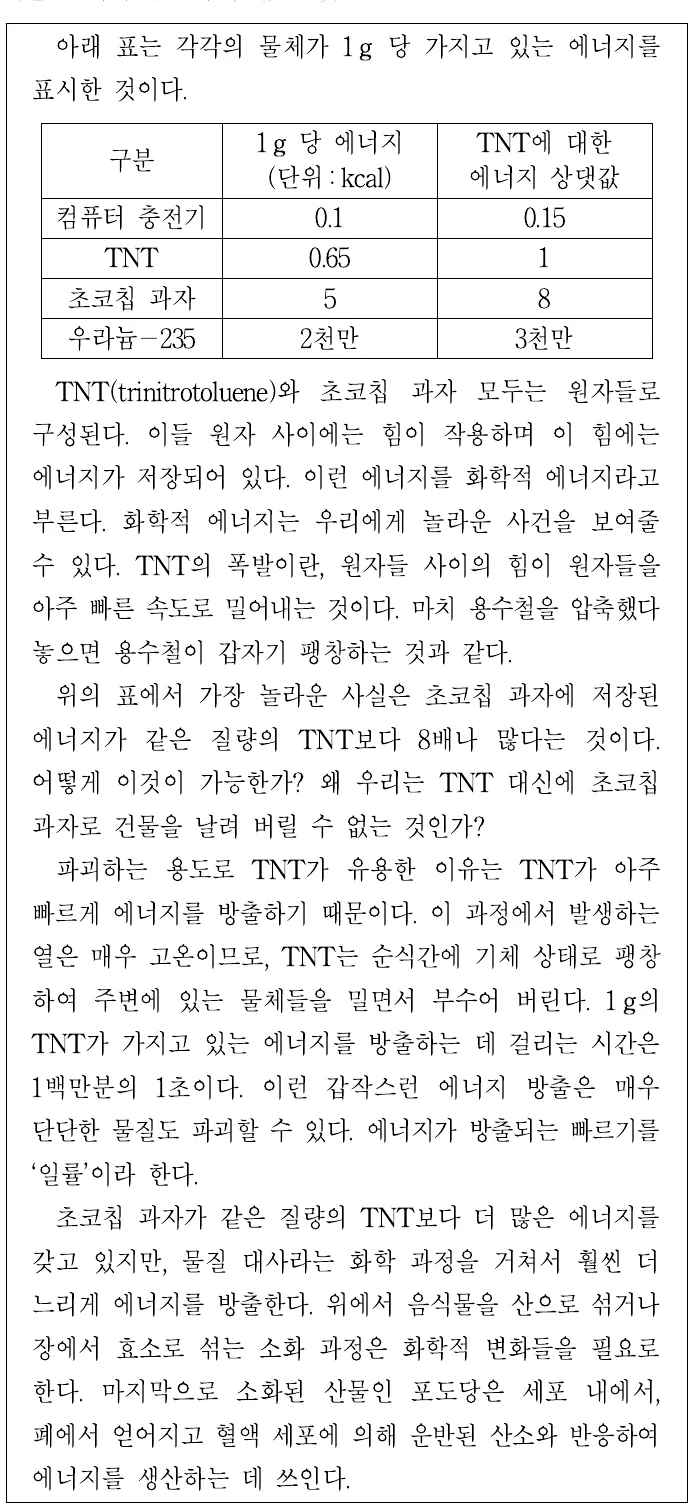 아래 표는 각각의 물체가 1g 당 가지고 있는 에너지를
표시한 것이다.
구분
1g 당 에너지
(단위 : kcal)
TNT에 대한
에너지 상댓값
컴퓨터 충전기 0.1 0.15
TNT 0.65 1
초코칩 과자 5 8
우라늄-235 2천만 3천만
TNT(trinitrotoluene)와 초코칩 과자 모두는 원자들로
구성된다. 이들 원자 사이에는 힘이 작용하며 이 힘에는
에너지가 저장되어 있다. 이런 에너지를 화학적 에너지라고
부른다. 화학적 에너지는 우리에게 놀라운 사건을 보여줄
수 있다. TNT의 폭발이란, 원자들 사이의 힘이 원자들을
아주 빠른 속도로 밀어내는 것이다. 마치 용수철을 압축했다
놓으면 용수철이 갑자기 팽창하는 것과 같다.
위의 표에서 가장 놀라운 사실은 초코칩 과자에 저장된
에너지가 같은 질량의 TNT보다 8배나 많다는 것이다.
어떻게 이것이 가능한가? 왜 우리는 TNT 대신에 초코칩
과자로 건물을 날려 버릴 수 없는 것인가?
파괴하는 용도로 TNT가 유용한 이유는 TNT가 아주
빠르게 에너지를 방출하기 때문이다. 이 과정에서 발생하는
열은 매우 고온이므로, TNT는 순식간에 기체 상태로 팽창
하여 주변에 있는 물체들을 밀면서 부수어 버린다. 1g의
TNT가 가지고 있는 에너지를 방출하는 데 걸리는 시간은
1백만분의 1초이다. 이런 갑작스런 에너지 방출은 매우
단단한 물질도 파괴할 수 있다. 에너지가 방출되는 빠르기를
‘일률’이라 한다.
초코칩 과자가 같은 질량의 TNT보다 더 많은 에너지를
갖고 있지만, 물질 대사라는 화학 과정을 거쳐서 훨씬 더
느리게 에너지를 방출한다. 위에서 음식물을 산으로 섞거나
장에서 효소로 섞는 소화 과정은 화학적 변화들을 필요로
한다. 마지막으로 소화된 산물인 포도당은 세포 내에서,
폐에서 얻어지고 혈액 세포에 의해 운반된 산소와 반응하여
에너지를 생산하는 데 쓰인다.